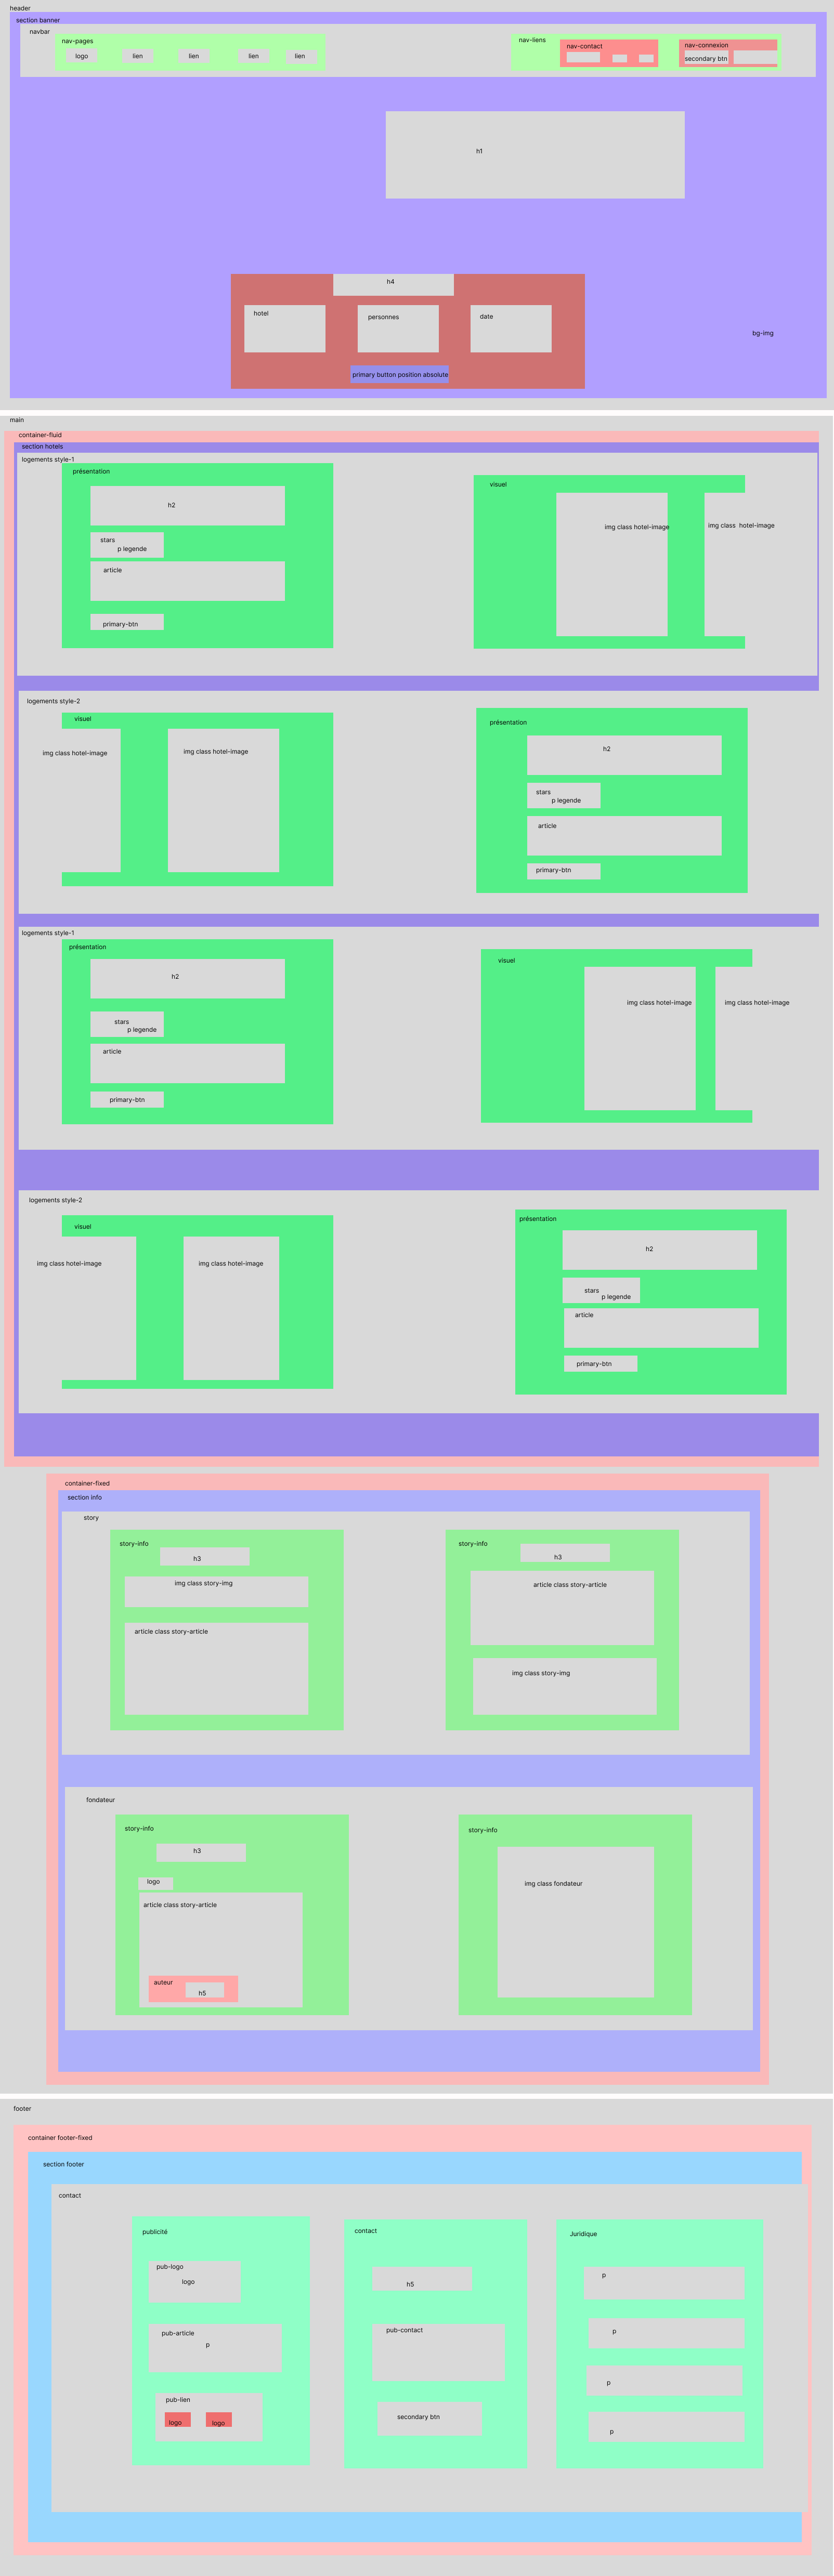 header
section banner
navbar
nav-pages
logo
lien
lien
lien
lien
nav-liens
nav-contact
nav-connexion
secondary btn
h1
h4
hotel
personnes
date
bg-img
primary button position absolute
main
container-fluid
section hotels
logements style-1
présentation
h2
stars
p legende
article
primary-btn
visuel
img class hotel-image
img class hotel-image
logements style-2
visuel
img class hotel-image
img class hotel-image
présentation
h2
stars
p legende
article
primary-btn
logements style-1
présentation
h2
stars
p legende
article
primary-btn
visuel
img class hotel-image
img class hotel-image
logements style-2
visuel
img class hotel-image
img class hotel-image
présentation
h2
stars
p legende
article
primary-btn
container-fixed
section info
story
story-info
h3
img class story-img
article class story-article
story-info
h3
article class story-article
img class story-img
fondateur
story-info
h3
logo
article class story-article
auteur
h5
story-info
img class fondateur
footer
container footer-fixed
section footer
contact
publicité
pub-logo
logo
pub-article
p
pub-lien
logo
logo
contact
h5
pub-contact
secondary btn
Juridique
p
p
p
p